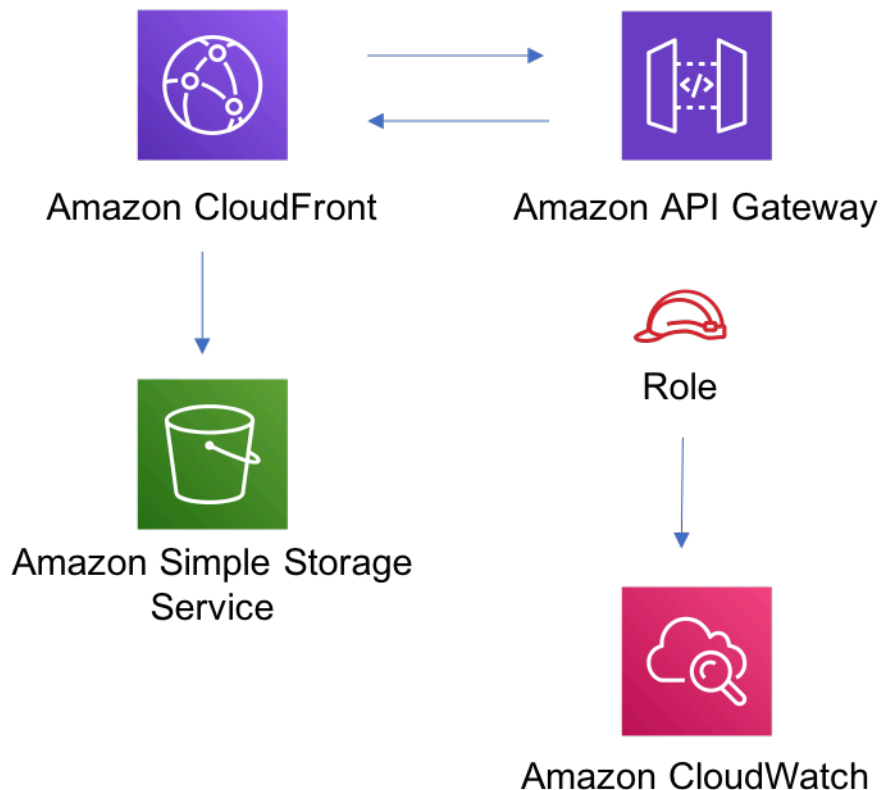 Amazon CloudFront
Amazon API Gateway
</>
Role
Amazon Simple Storage
Service
Amazon CloudWatch